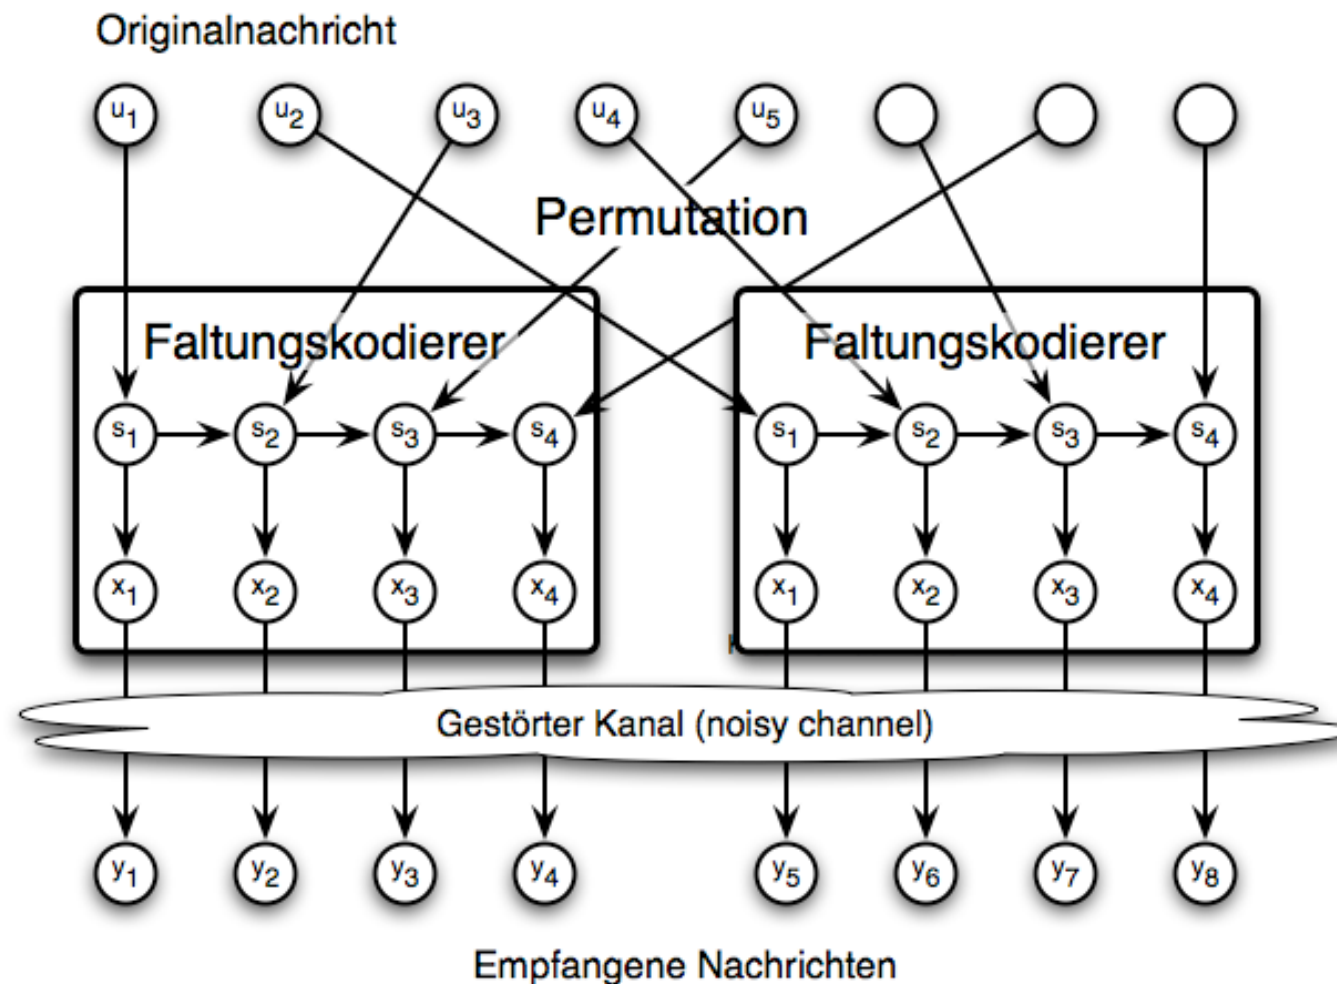 Originalnachricht
u1 u2 u3 u4 u5
Permutation
Faltungskodierer Faltungskodierer
s1 s2 s3 s4 s1 s2 s3 s4
x1 x2 x3 x4 x1 x2 x3 x4
Gestörter Kanal (noisy channel)
y1 y2 y3 y4 y5 y6 y7 y8
Empfangene Nachrichten